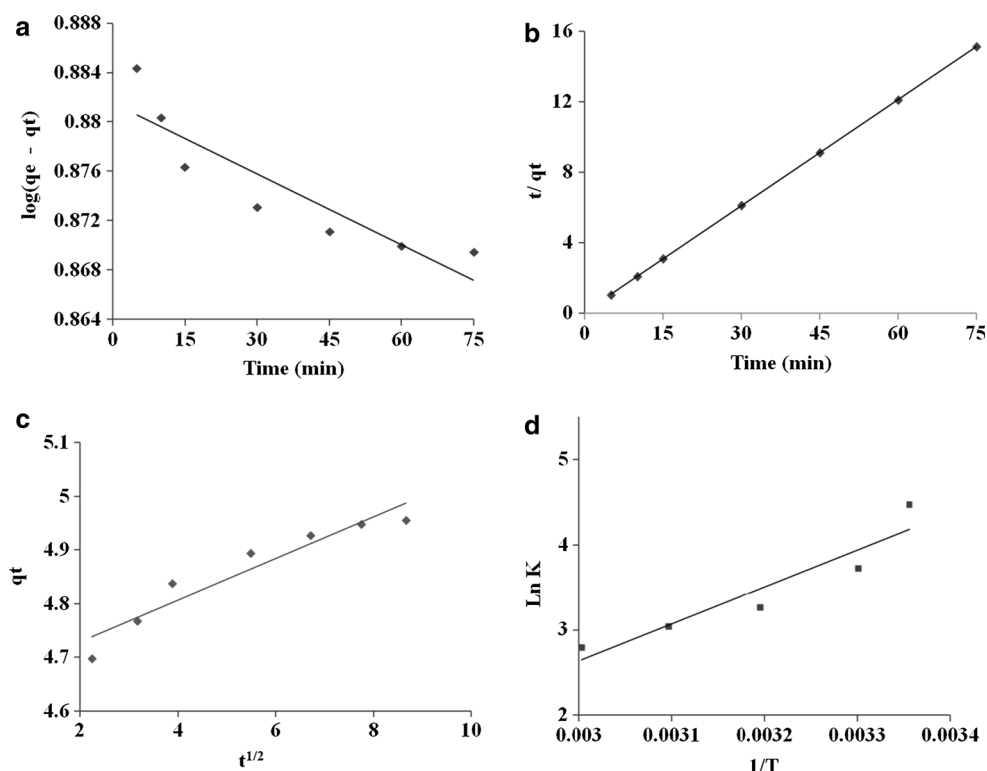 a
0.888
0.884
0.88
0.876
0.872
0.868
0.864
log(qe - qt)
0 15 30 45 60 75
Time (min)
b
16
12
8
4
0
t/ qt
0 15 30 45 60 75
Time (min)
c
5.1
5
4.9
4.8
4.7
4.6
qt
2 4 6 8 10
t1/2
d
5
4
3
2
Ln K
0.003 0.0031 0.0032 0.0033 0.0034
1/T